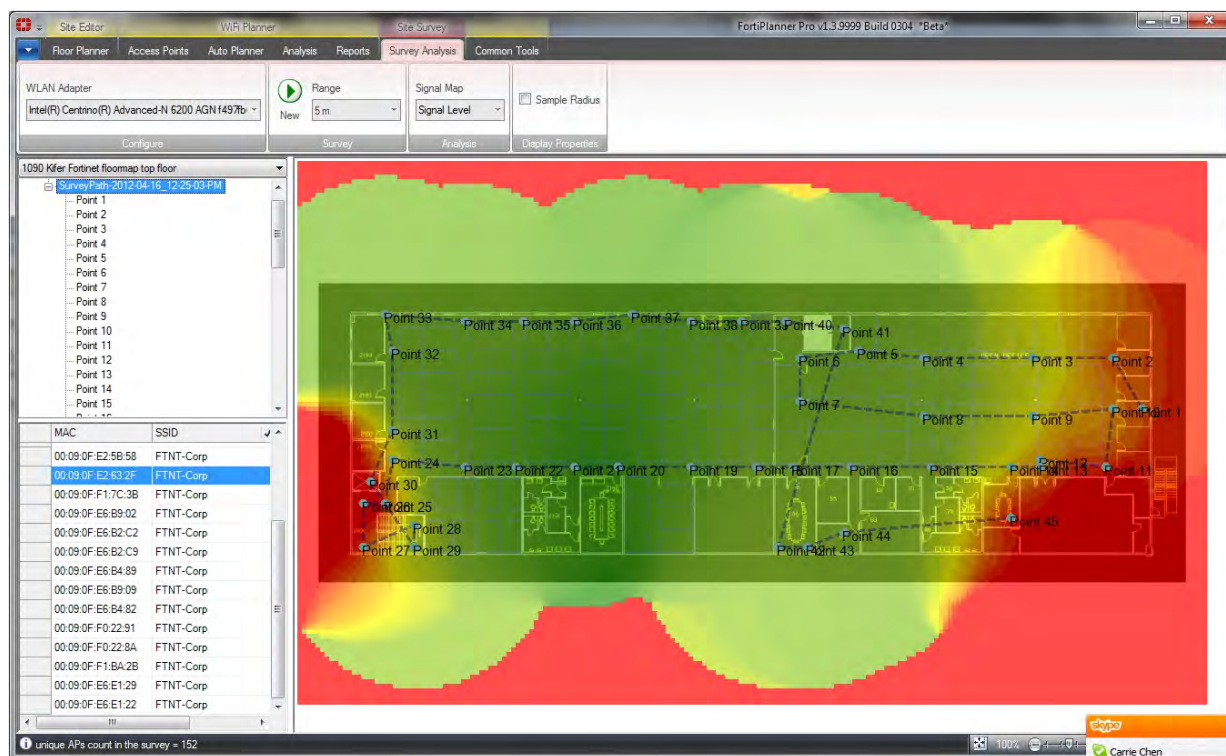 Site Editor
WiFi Planner
Site Survey
FortiPlanner Pro v1.3.9999 Build 0304 *Beta*
Floor Planner
Access Points
Auto Planner
Analysis
Reports
Survey Analysis
Common Tools
WLAN Adapter
Intel(R) Centrino(R) Advanced-N 6200 AGN f497fb
New
Range
5 m
Signal Map
Signal Level
Sample Radius
Configure
Survey
Analysis
Display Properties
1090 Kifer Fortinet floormap top floor
SurveyPath-2012-04-16_12-25-03-PM
Point 1
Point 2
Point 3
Point 4
Point 5
Point 6
Point 7
Point 8
Point 9
Point 10
Point 11
Point 12
Point 13
Point 14
Point 15
MAC SSID
00:09:0F:E2:5B:58 FTNT-Corp
00:09:0F:E2:63:2F FTNT-Corp
00:09:0F:F1:7C:3B FTNT-Corp
00:09:0F:E6:B9:02 FTNT-Corp
00:09:0F:E6:B2:C2 FTNT-Corp
00:09:0F:E6:B2:C9 FTNT-Corp
00:09:0F:E6:B4:89 FTNT-Corp
00:09:0F:E6:B9:09 FTNT-Corp
00:09:0F:E6:B4:82 FTNT-Corp
00:09:0F:F0:22:91 FTNT-Corp
00:09:0F:F0:22:8A FTNT-Corp
00:09:0F:F1:BA:2B FTNT-Corp
00:09:0F:E6:E1:29 FTNT-Corp
00:09:0F:E6:E1:22 FTNT-Corp
Point 33
Point 34
Point 35
Point 36
Point 37
Point 38
Point 40
Point 41
Point 32
Point 6
Point 5
Point 4
Point 3
Point 2
Point 7
Point 8
Point 9
Point 1
Point 31
Point 24
Point 23
Point 22
Point 20
Point 19
Point 17
Point 16
Point 15
Point 12
Point 13
Point 11
Point 30
Point 25
Point 28
Point 27
Point 29
Point 43
Point 44
Point 45
unique APs count in the survey = 152
100%
skype
Carrie Chen